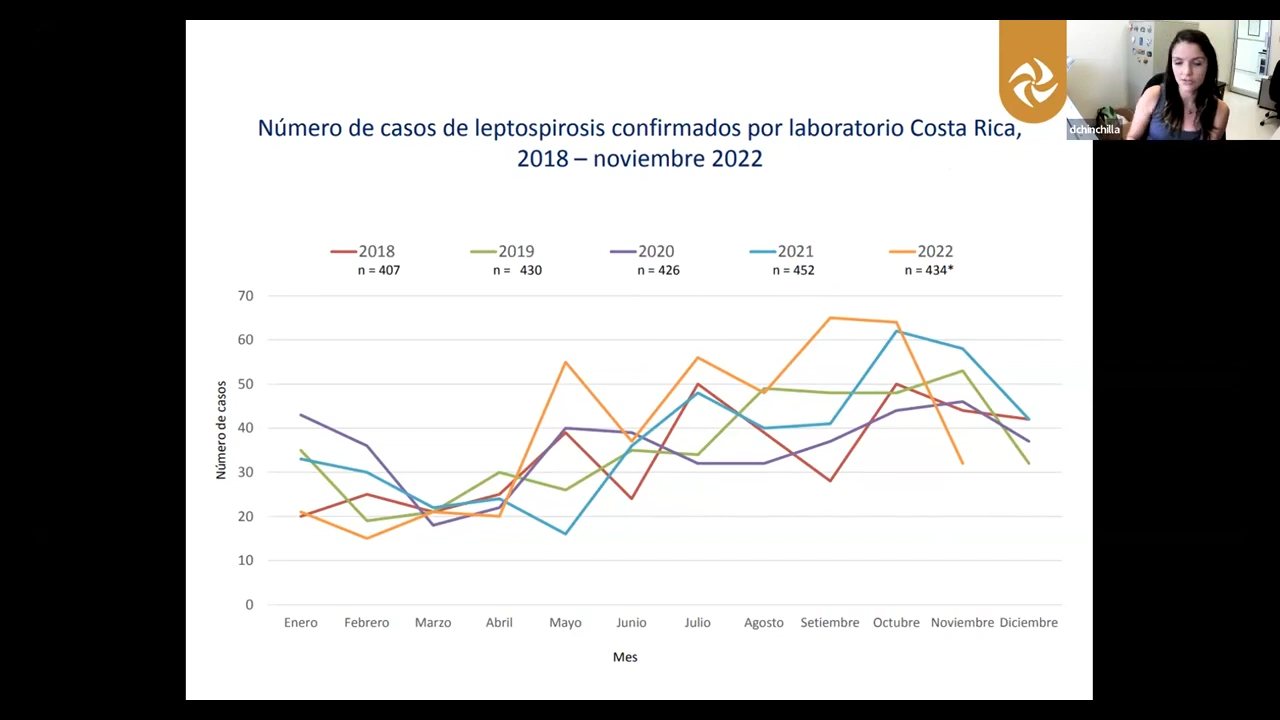 dchinchilla
Número de casos de leptospirosis confirmados por laboratorio Costa Rica,
2018 – noviembre 2022
2018 2019 2020 2021 2022
n = 407 n = 430 n = 426 n = 452 n = 434*
70
60
50
40
30
20
10
0
Número de casos
Enero Febrero Marzo Abril Mayo Junio Julio Agosto Setiembre Octubre Noviembre Diciembre
Mes